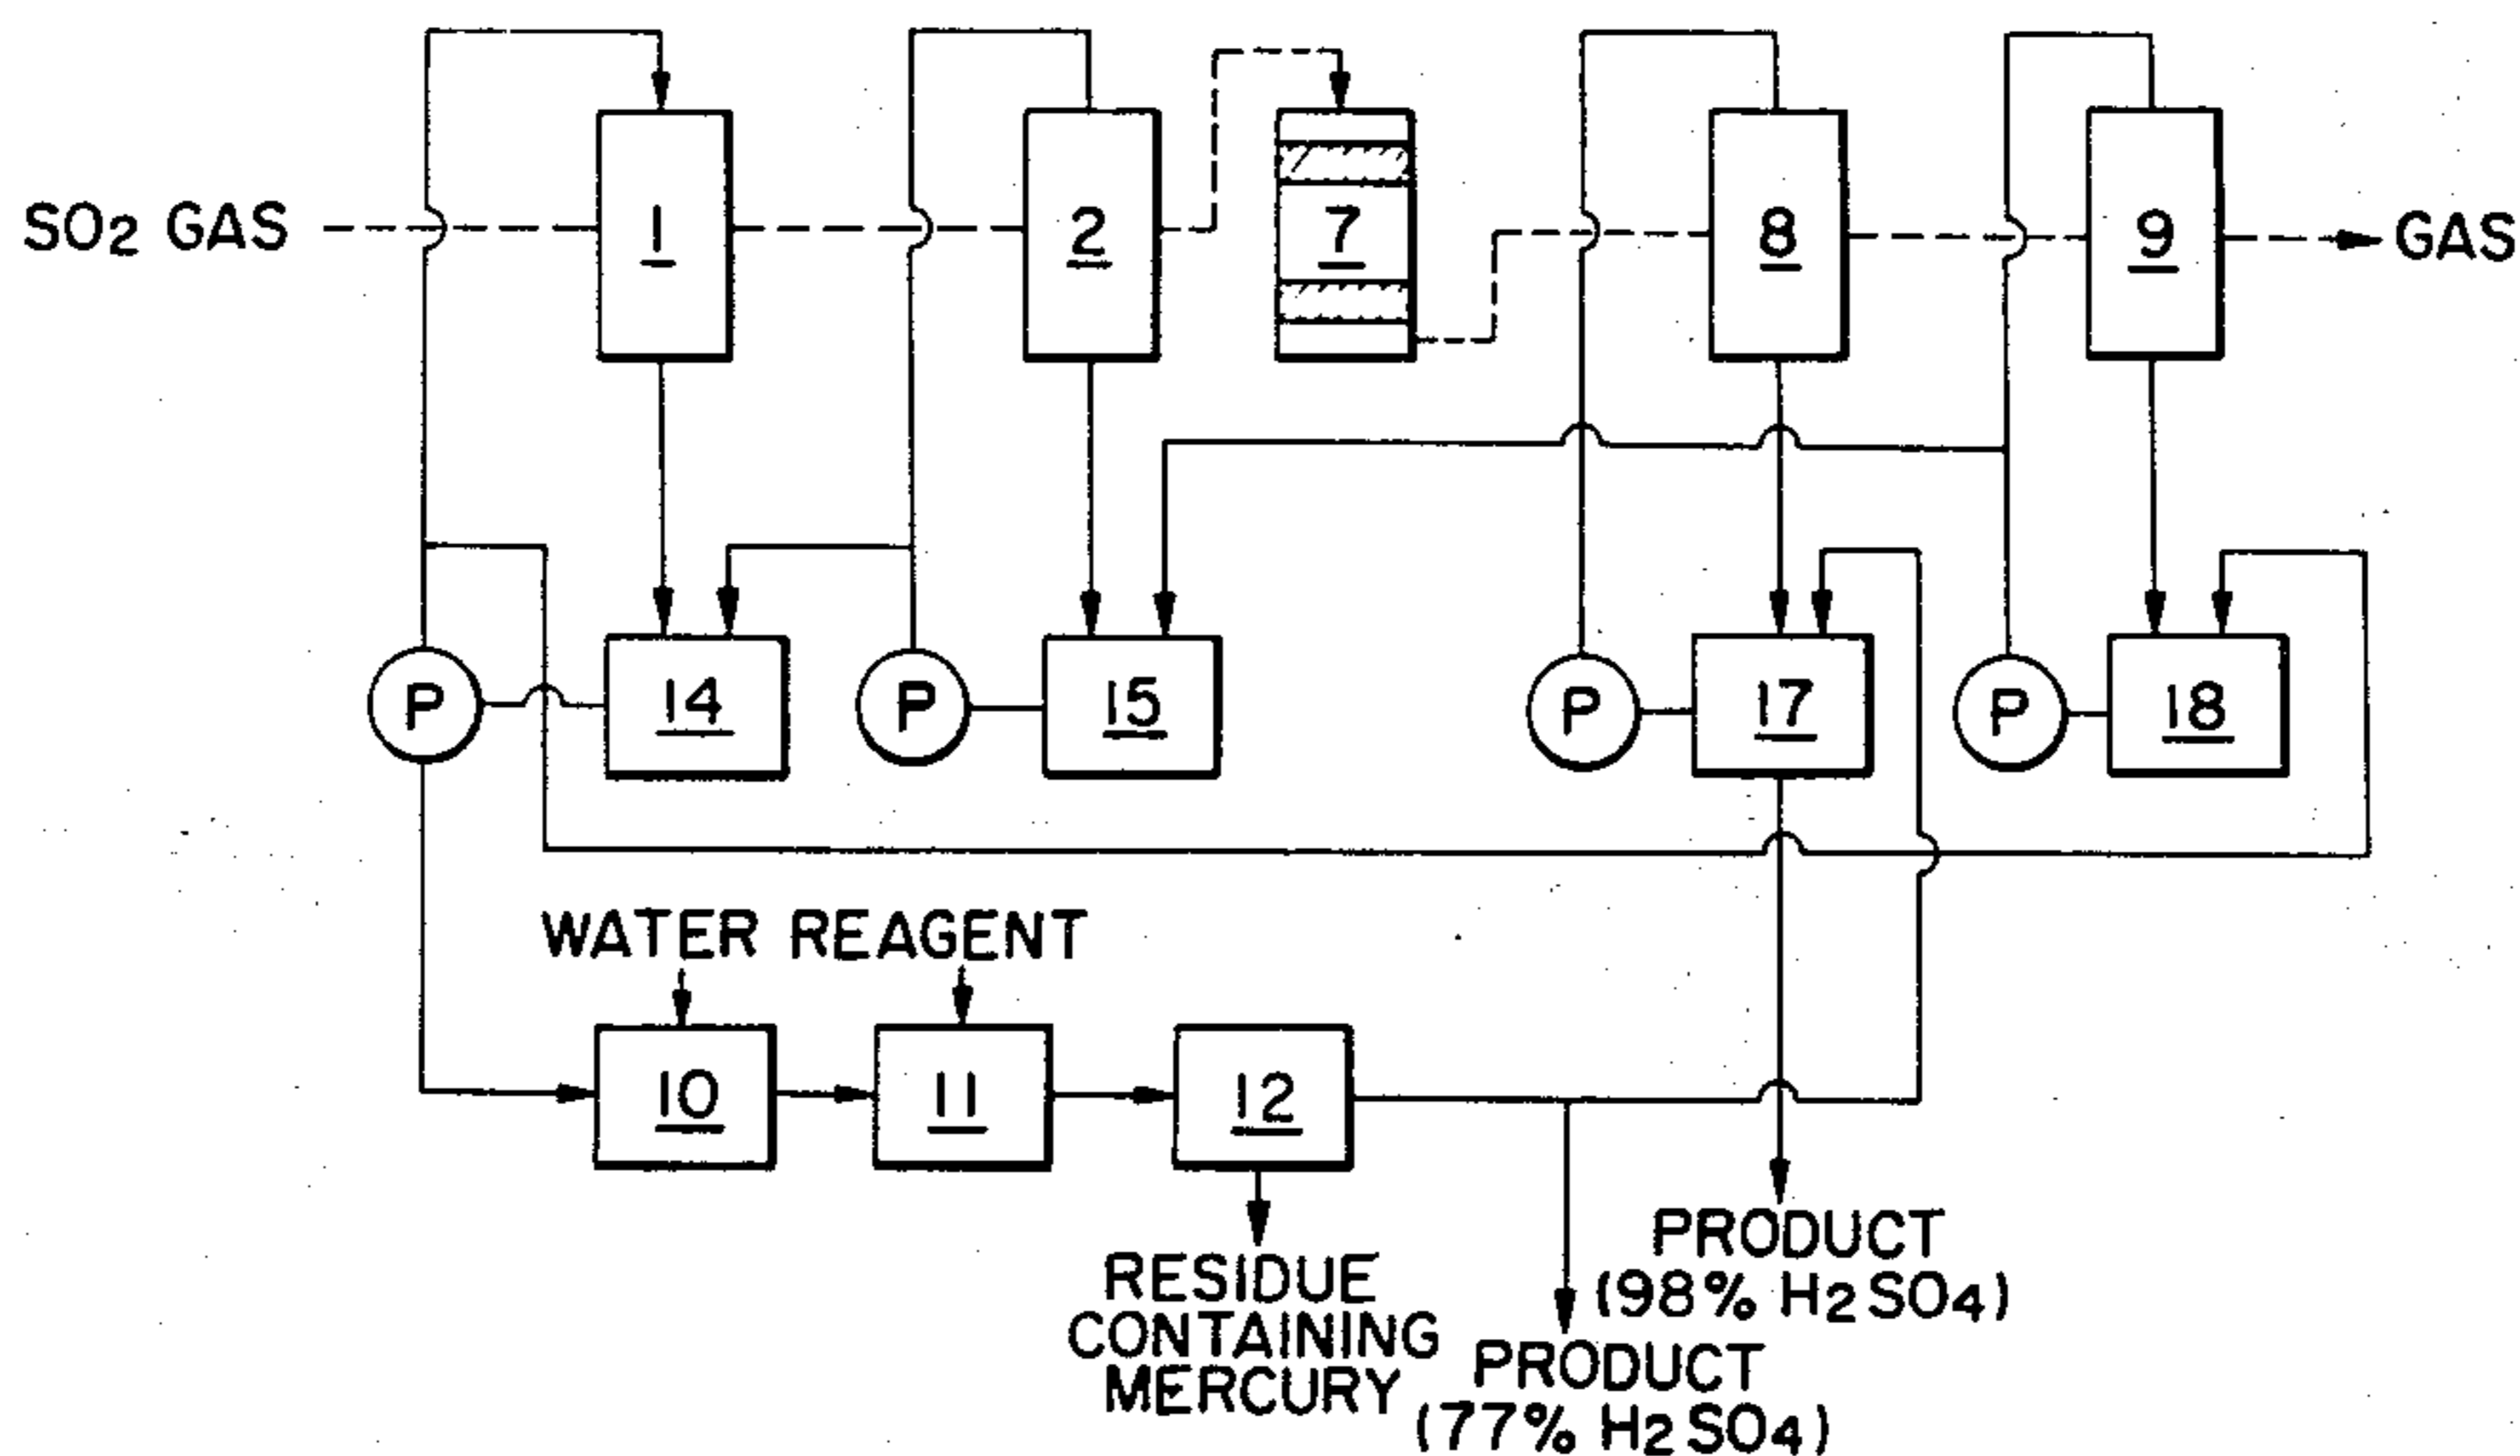 SO2 GAS
1
2
7
8
9
GAS
P
14
P
15
P
17
P
18
WATER REAGENT
10
11
12
RESIDUE
CONTAINING
MERCURY
PRODUCT
(98% H2SO4)
PRODUCT
(77% H2SO4)